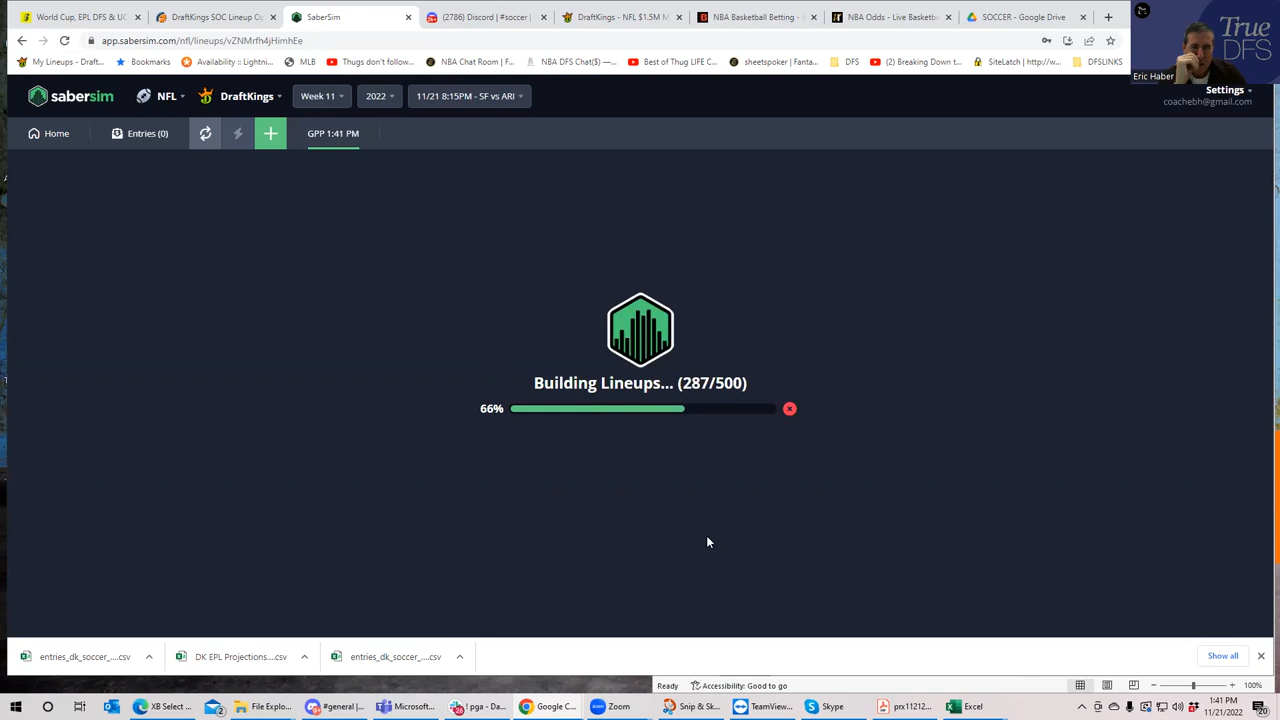 World Cup, EPL DFS & UC
DraftKings SOC Lineup Op
SaberSim
(2786) Discord | #soccer |
DraftKings - NFL $1.5M M
NBA Basketball Betting -
NBA Odds - Live Basketba
SOCCER - Google Drive
app.sabersim.com/nfl/lineups/vZNMrfh4jHimhEe
My Lineups - Draft...
Bookmarks
Availability :: Lightni...
MLB
Thugs don't follow...
NBA Chat Room | F...
NBA DFS Chat($) —...
Best of Thug LIFE C...
sheetspoker | Fanta...
DFS
(2) Breaking Down t...
SiteLatch | http://w...
DFSLINKS
True DFS
Eric Haber
sabersim
NFL
DraftKings
Week 11
2022
11/21 8:15PM - SF vs ARI
Settings
coachebh@gmail.com
Home
Entries (0)
GPP 1:41 PM
Building Lineups... (287/500)
66%
entries_dk_soccer_....csv
DK EPL Projections....csv
entries_dk_soccer_....csv
Show all
Ready
Accessibility: Good to go
100%
XB Select ...
2
File Explo...
#general | ...
Microsoft...
! pga - Da...
Google C...
Zoom
Snip & Sk...
TeamView...
Skype
prx11212...
Excel
1:41 PM
11/21/2022
20